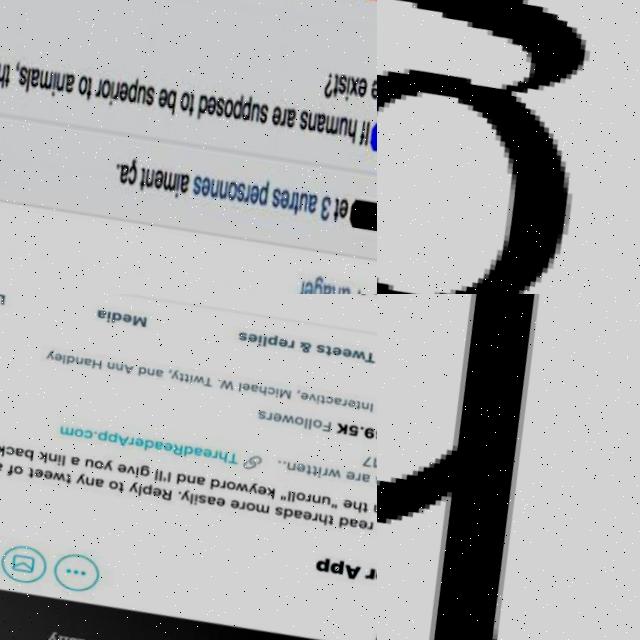 r App
read threads more easily. Reply to any tweet of a
the "unroll" keyword and I'll give you a link back
are written... ThreadReaderApp.com
17
9.5K Followers
Interactive, Michael W. Twitty, and Ann Handley
Tweets & replies Media
et 3 autres personnes aiment ça.
If humans are supposed to be superior to animals, th
e exist?